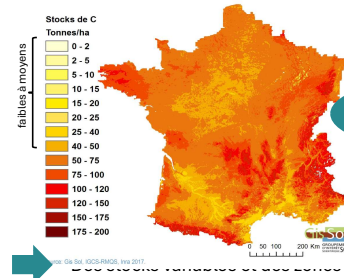 Stocks de C
Tonnes/ha
faibles à moyens
0 - 2
2 - 5
5 - 10
10 - 15
15 - 20
20 - 25
25 - 40
40 - 50
50 - 75
75 - 100
100 - 120
120 - 150
150 - 175
175 - 200
0 50 100 200 Km
Gis Sol, IGCS-RMQS; Inra 2017.